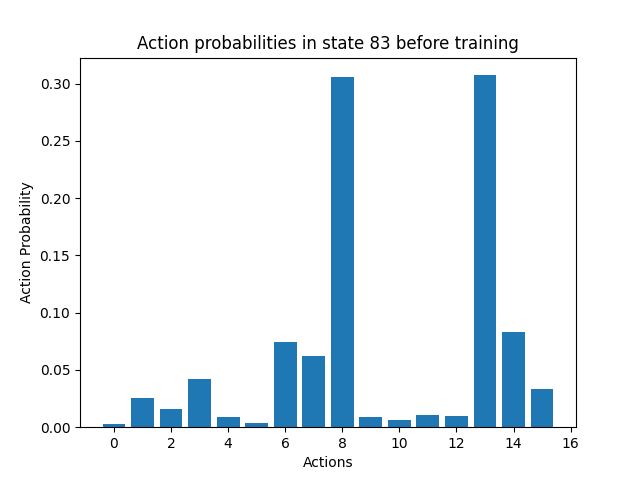 Action probabilities in state 83 before training
0.30
0.25
0.20
0.15
0.10
0.05
0.00
Action Probability
0 2 4 6 8 10 12 14 16
Actions